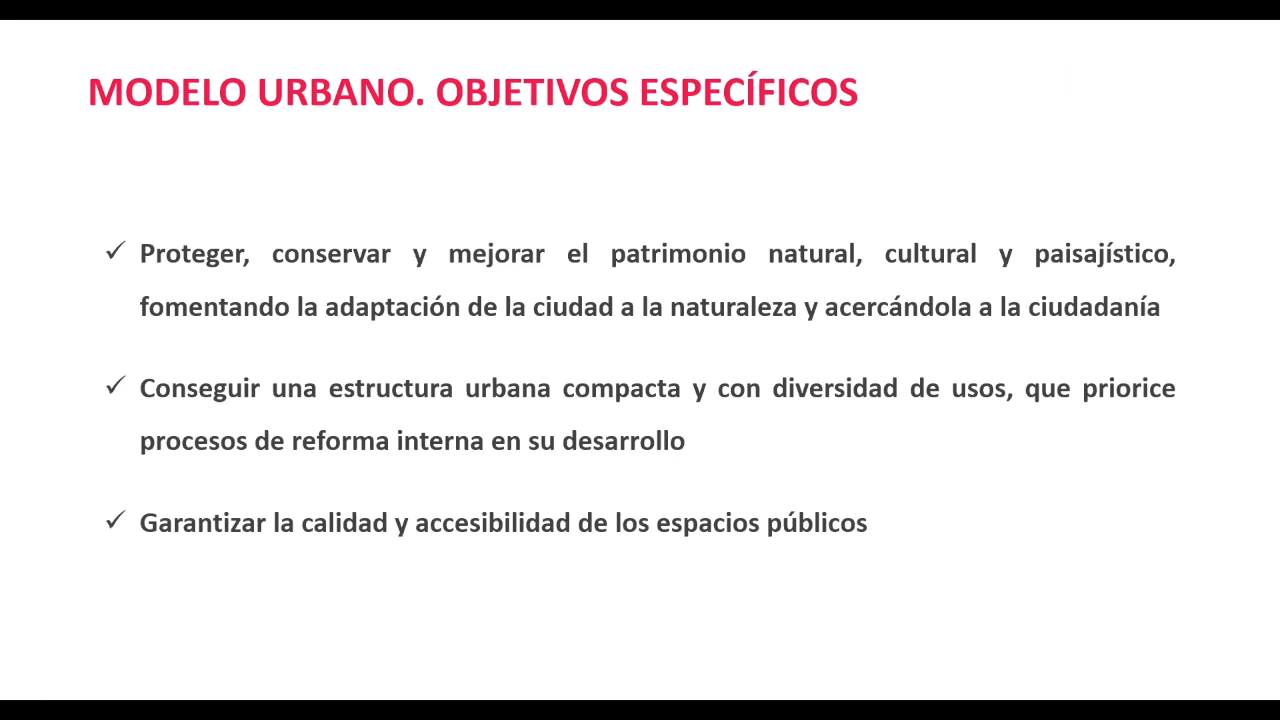 MODELO URBANO. OBJETIVOS ESPECÍFICOS
✓ Proteger, conservar y mejorar el patrimonio natural, cultural y paisajístico,
fomentando la adaptación de la ciudad a la naturaleza y acercándola a la ciudadanía
✓ Conseguir una estructura urbana compacta y con diversidad de usos, que priorice
procesos de reforma interna en su desarrollo
✓ Garantizar la calidad y accesibilidad de los espacios públicos